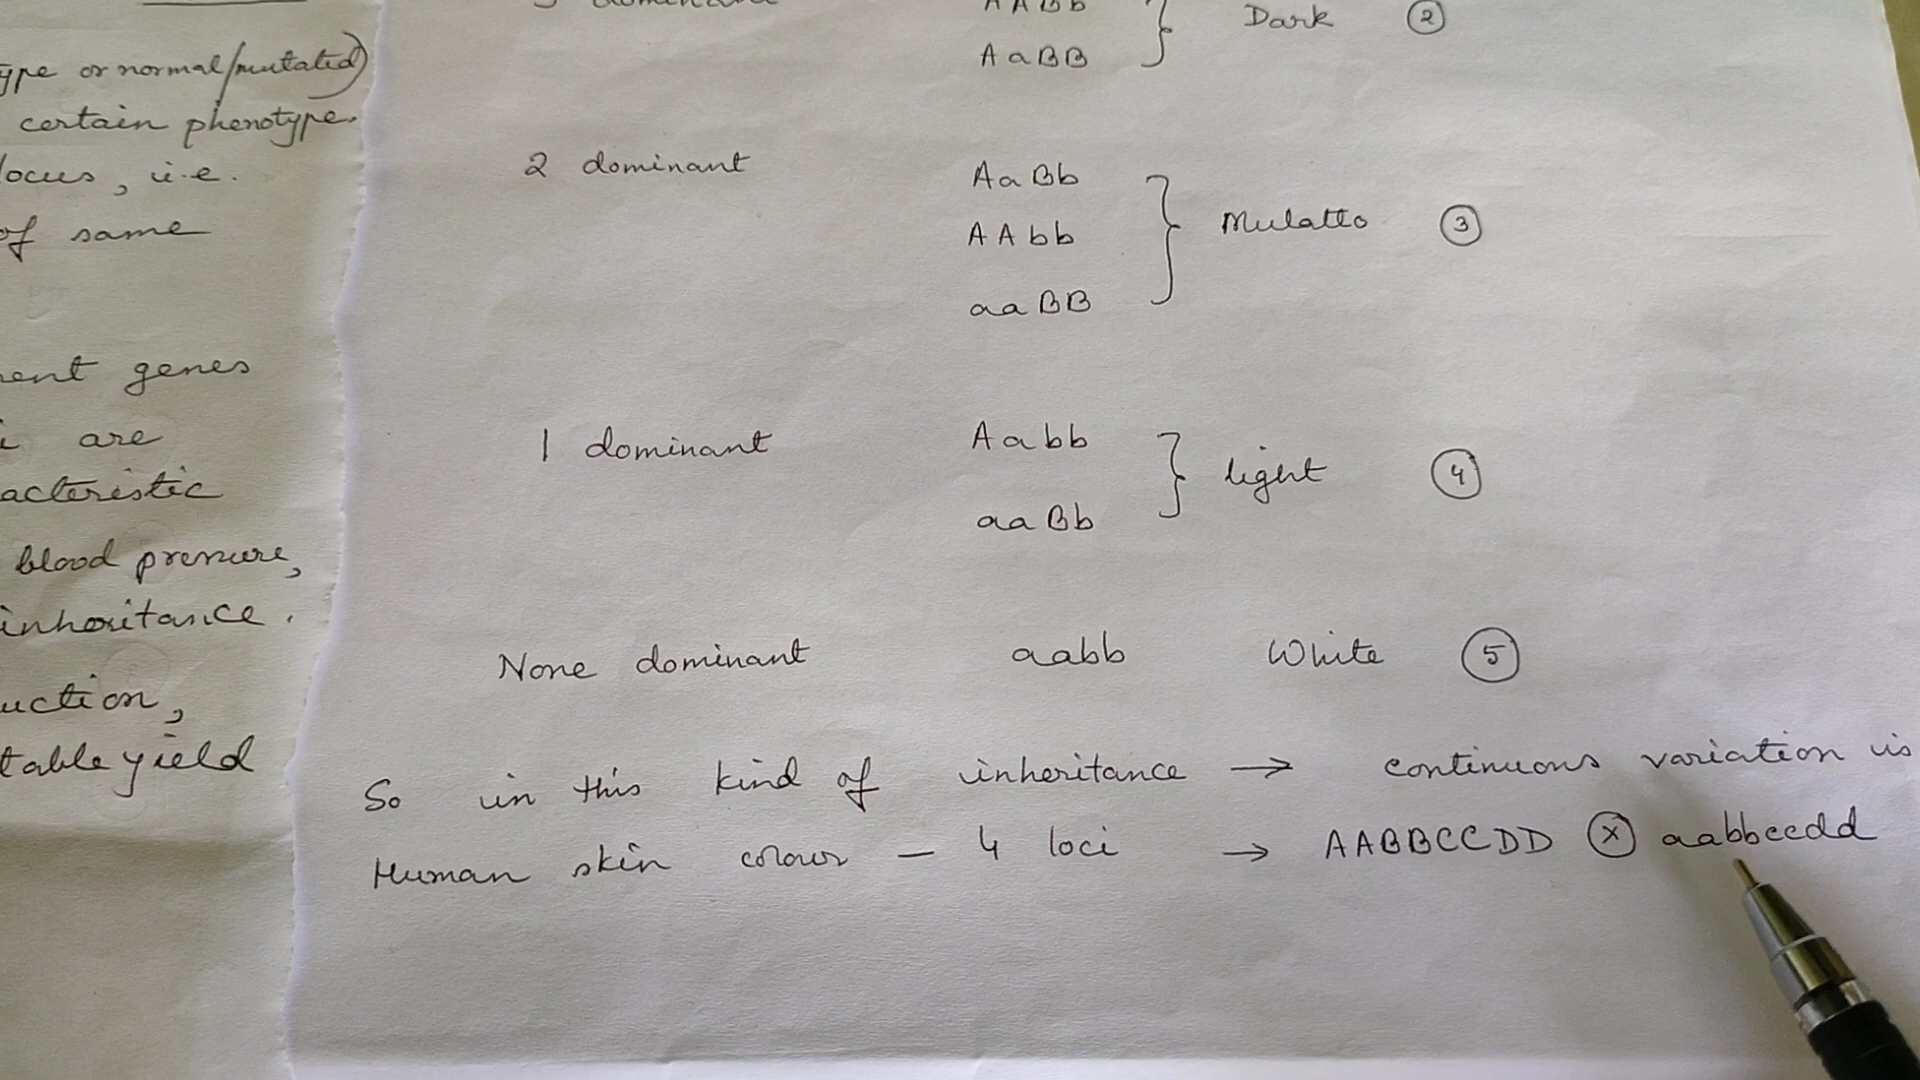 ype or normal/mutated)
certain phenotype.
locus, i.e.
of same
ent genes
are
acteristic
blood pressure,
inheritance.
uction,
table yield
dominant AABb
AaBB } Dark 2
2 dominant AaBb
AAbb } Mulatto 3
aaBB
1 dominant Aabb
aaBb } light 4
None dominant aabb White 5
So in this kind of inheritance → continuous variation is
Human skin colour - 4 loci → AABBCCDD × aabbccdd